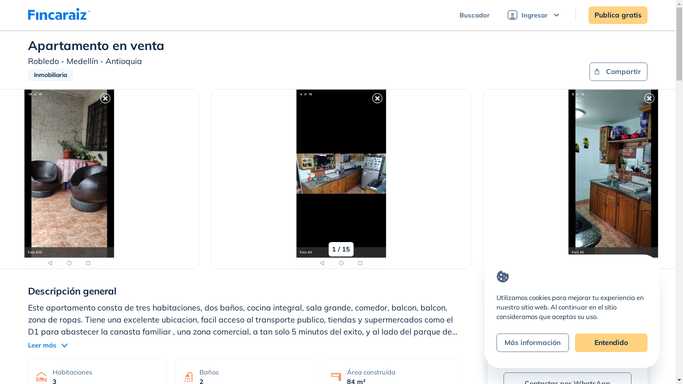 Fincaraiz
Buscador
Ingresar
Publica gratis
Apartamento en venta
Robledo - Medellín - Antioquia
Inmobiliaria
Compartir
1 / 15
Descripción general
Este apartamento consta de tres habitaciones, dos baños, cocina integral, sala grande, comedor, balcon, balcon,
zona de ropas. Tiene una excelente ubicacion, facil acceso al transporte publico, tiendas y supermercados como el
D1 para abastecer la canasta familiar , una zona comercial, a tan solo 5 minutos del exito, y al lado del parque de...
Leer más
Habitaciones
3
Baños
2
Área construida
84 m²
Utilizamos cookies para mejorar tu experiencia en
nuestro sitio web. Al continuar en el sitio
consideramos que aceptas su uso.
Más información
Entendido
Contactar por WhatsApp